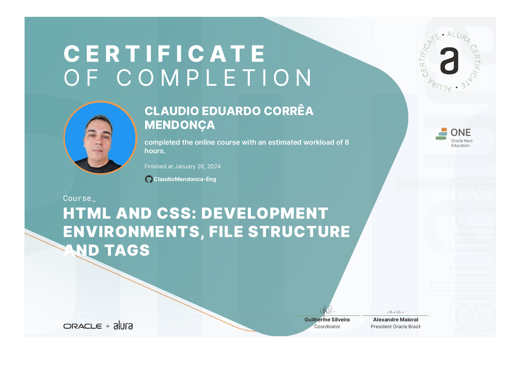 CERTIFICATE
OF COMPLETION
CERTIFICATE • ALURA CERTIFICATE • ALURA •
a
CLAUDIO EDUARDO CORRÊA
MENDONÇA
completed the online course with an estimated workload of 8
hours.
Finished at January 26, 2024
ClaudioMendonca-Eng
ONE
Oracle Next
Education
Course_
HTML AND CSS: DEVELOPMENT
ENVIRONMENTS, FILE STRUCTURE
AND TAGS
ORACLE + alura
Guilherme Silveira
Coordinator
Alexandre Maioral
President Oracle Brazil
alura